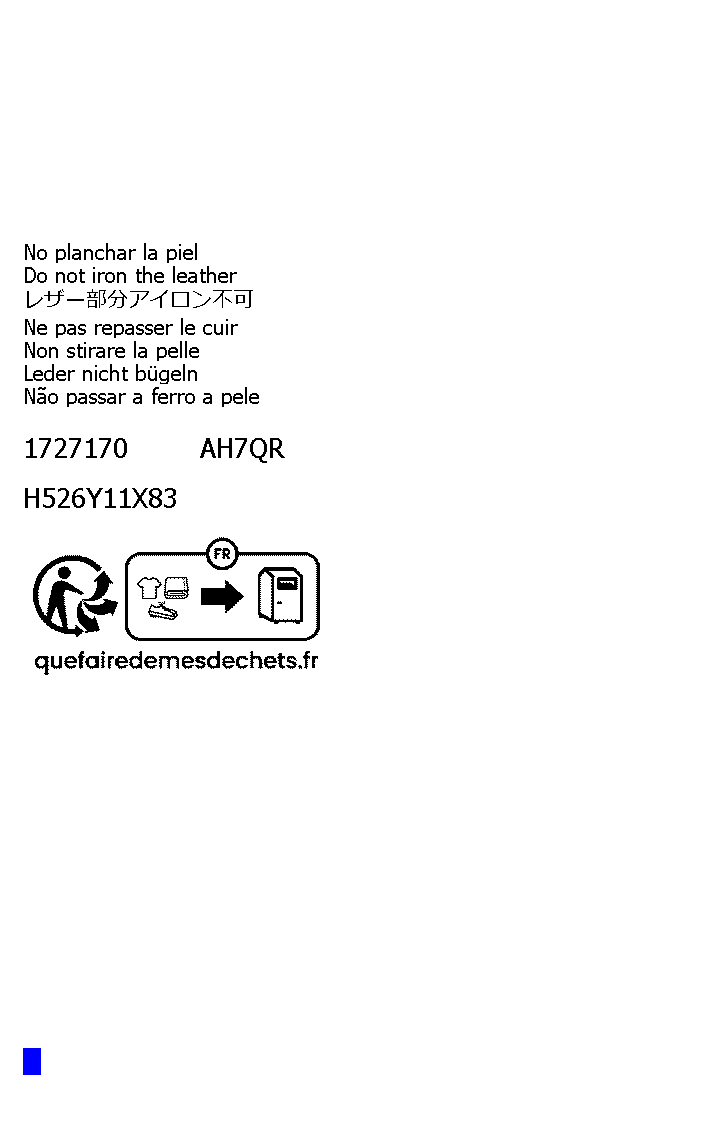 No planchar la piel
Do not iron the leather
レザー部分アイロン不可
Ne pas repasser le cuir
Non stirare la pelle
Leder nicht bügeln
Não passar a ferro a pele
1727170 AH7QR
H526Y11X83
FR
quefairedemesdechets.fr